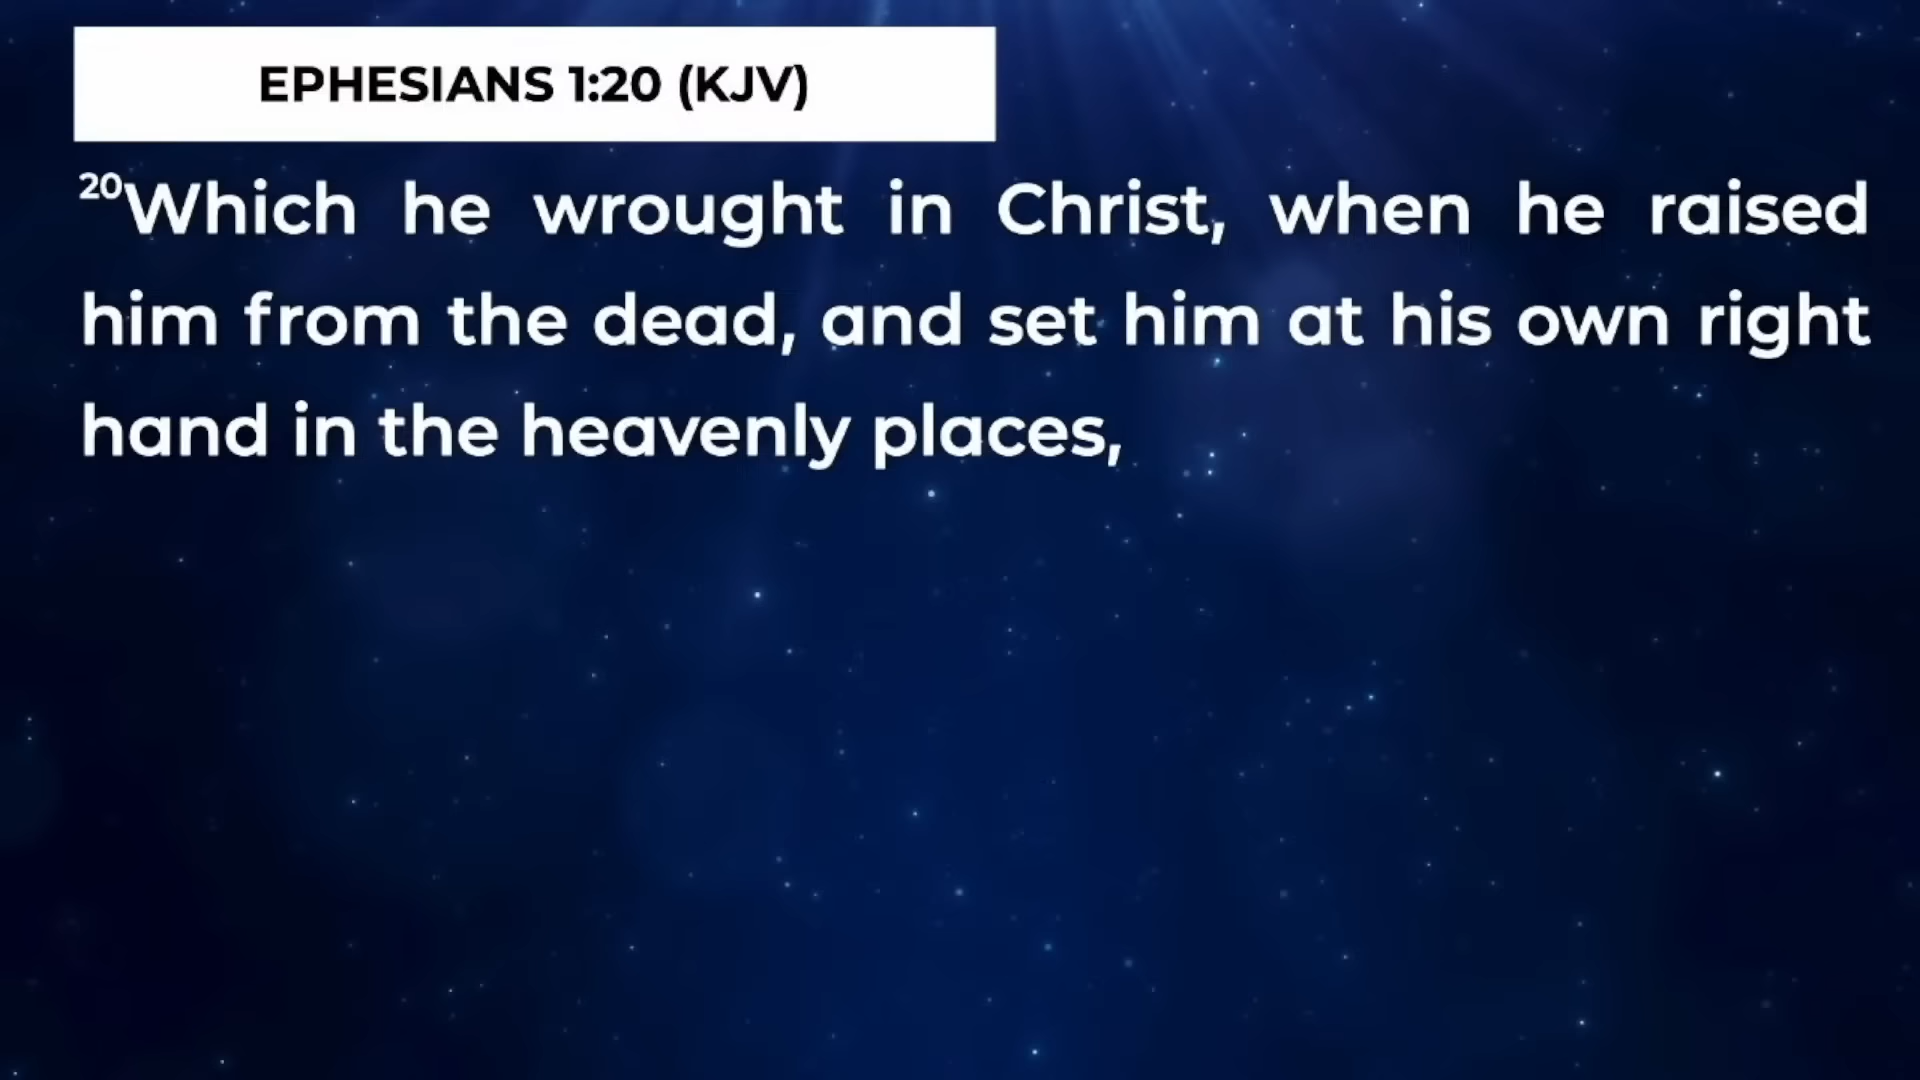 EPHESIANS 1:20 (KJV)
20Which he wrought in Christ, when he raised
him from the dead, and set him at his own right
hand in the heavenly places,